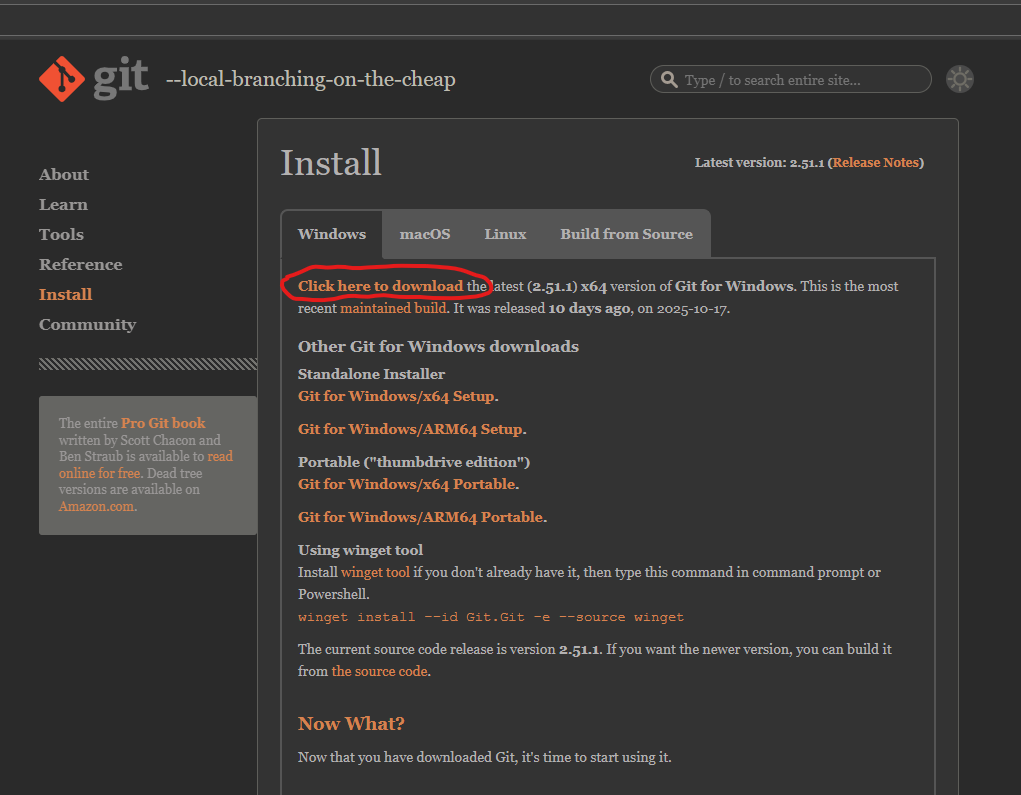 git --local-branching-on-the-cheap
Type / to search entire site...
About
Learn
Tools
Reference
Install
Community
The entire Pro Git book
written by Scott Chacon and
Ben Straub is available to read
online for free. Dead tree
versions are available on
Amazon.com.
Install
Latest version: 2.51.1 (Release Notes)
Windows macOS Linux Build from Source
Click here to download the latest (2.51.1) x64 version of Git for Windows. This is the most
recent maintained build. It was released 10 days ago, on 2025-10-17.
Other Git for Windows downloads
Standalone Installer
Git for Windows/x64 Setup.
Git for Windows/ARM64 Setup.
Portable ("thumbdrive edition")
Git for Windows/x64 Portable.
Git for Windows/ARM64 Portable.
Using winget tool
Install winget tool if you don't already have it, then type this command in command prompt or
Powershell.
winget install --id Git.Git -e --source winget
The current source code release is version 2.51.1. If you want the newer version, you can build it
from the source code.
Now What?
Now that you have downloaded Git, it's time to start using it.